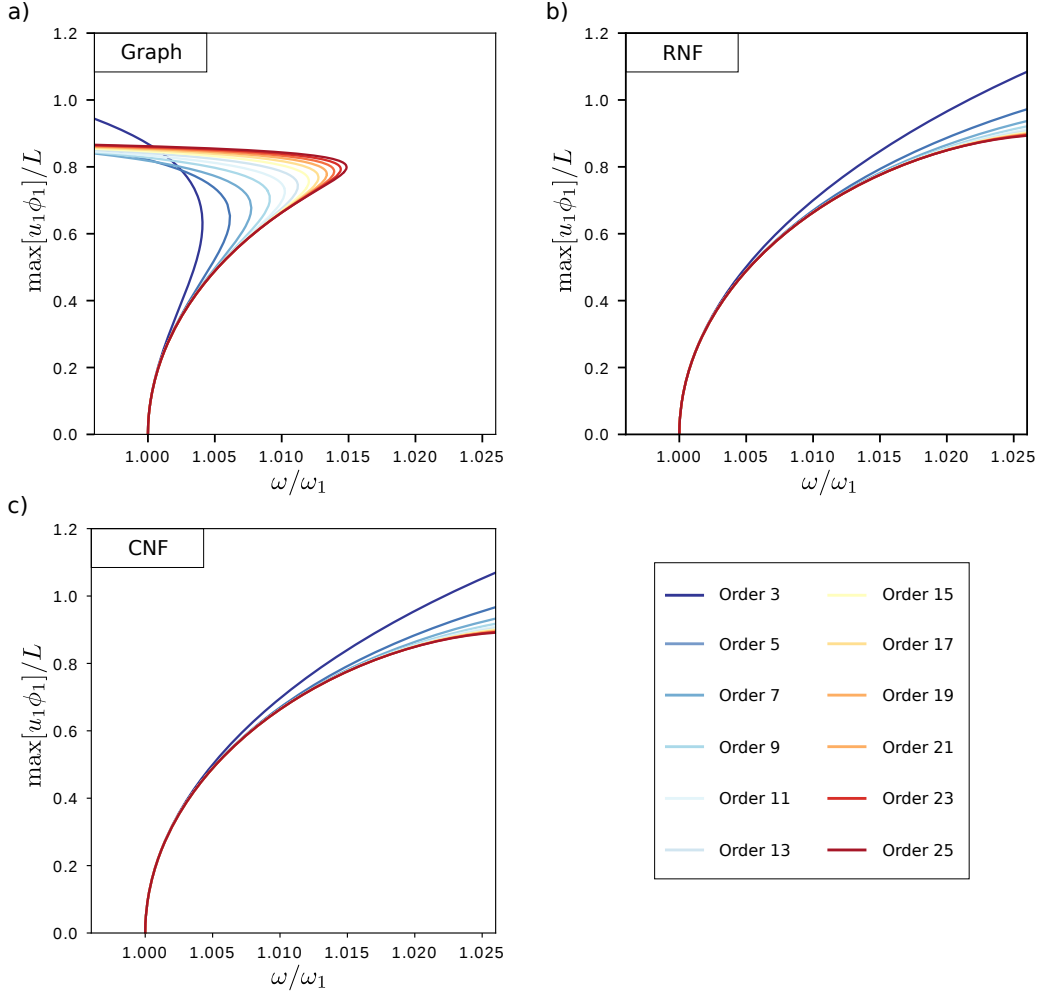 a)
Graph
1.2
1.0
0.8
0.6
0.4
0.2
0.0
max[u₁ϕ₁]/L
1.000
1.005
1.010
1.015
1.020
1.025
ω/ω₁
b)
RNF
1.2
1.0
0.8
0.6
0.4
0.2
0.0
max[u₁ϕ₁]/L
1.000
1.005
1.010
1.015
1.020
1.025
ω/ω₁
c)
CNF
1.2
1.0
0.8
0.6
0.4
0.2
0.0
max[u₁ϕ₁]/L
1.000
1.005
1.010
1.015
1.020
1.025
ω/ω₁
Order 3
Order 5
Order 7
Order 9
Order 11
Order 13
Order 15
Order 17
Order 19
Order 21
Order 23
Order 25